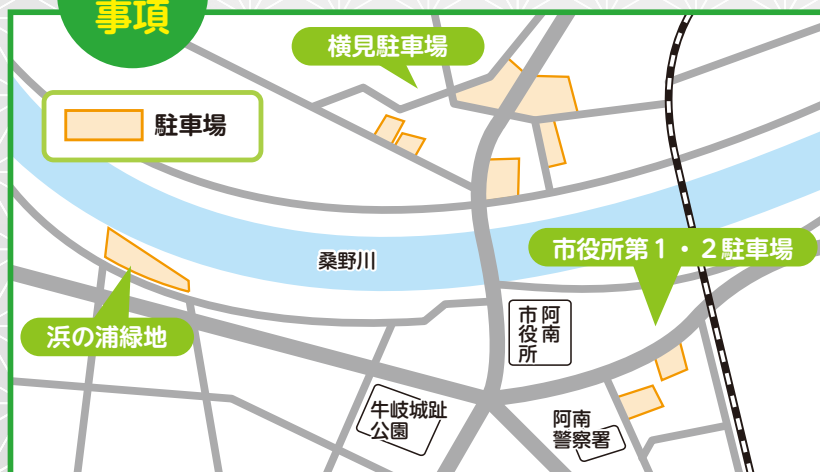 事項
横見駐車場
駐車場
桑野川
市役所第1・2駐車場
浜の浦緑地
阿南
市役所
牛岐城趾
公園
阿南
警察署